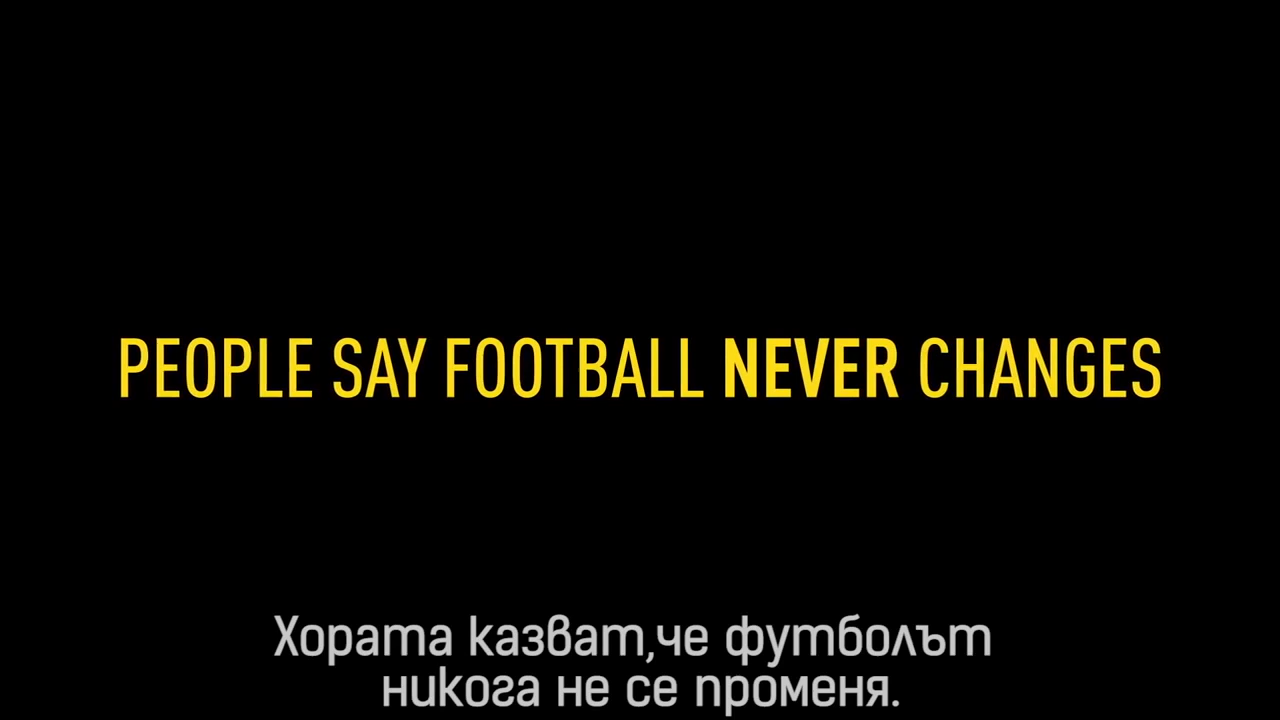 PEOPLE SAY FOOTBALL NEVER CHANGES
Хората казват,че футболът
никога не се променя.